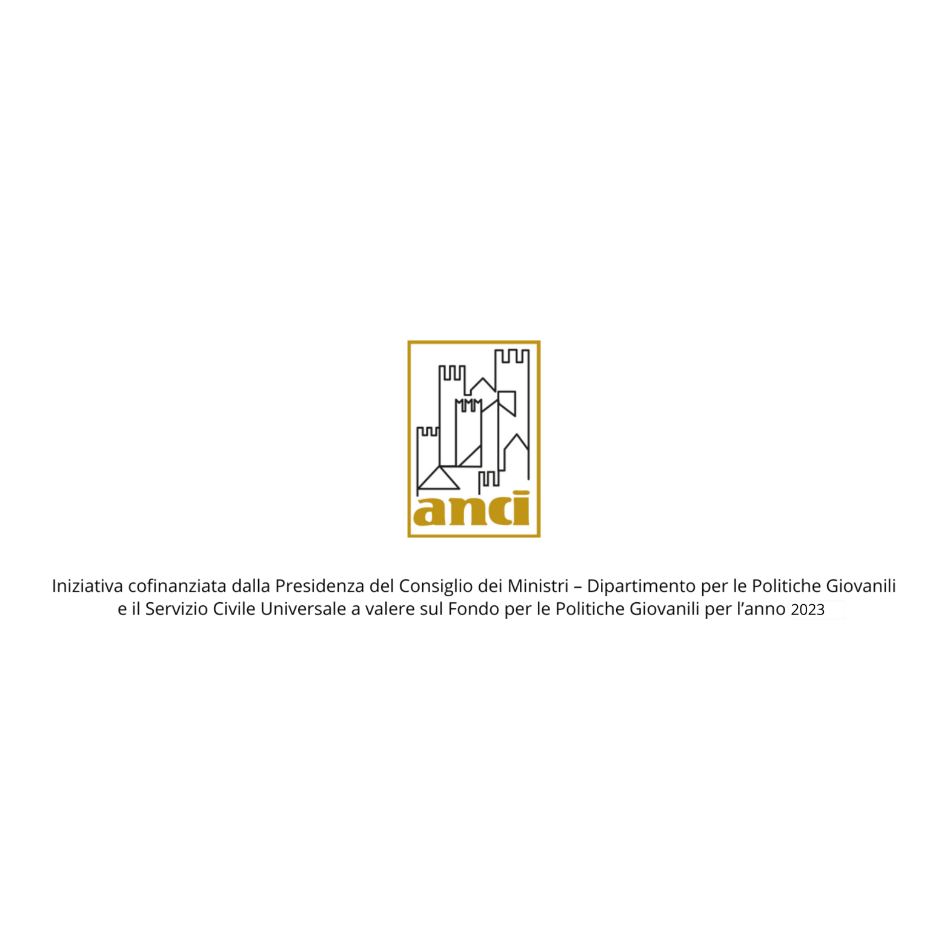 anci
Iniziativa cofinanziata dalla Presidenza del Consiglio dei Ministri – Dipartimento per le Politiche Giovanili
e il Servizio Civile Universale a valere sul Fondo per le Politiche Giovanili per l’anno 2023